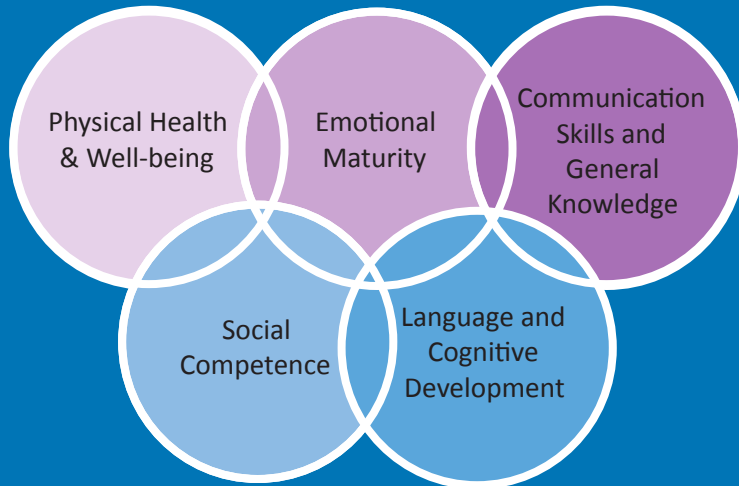 Physical Health
& Well-being
Emotional
Maturity
Communication
Skills and
General
Knowledge
Social
Competence
Language and
Cognitive
Development